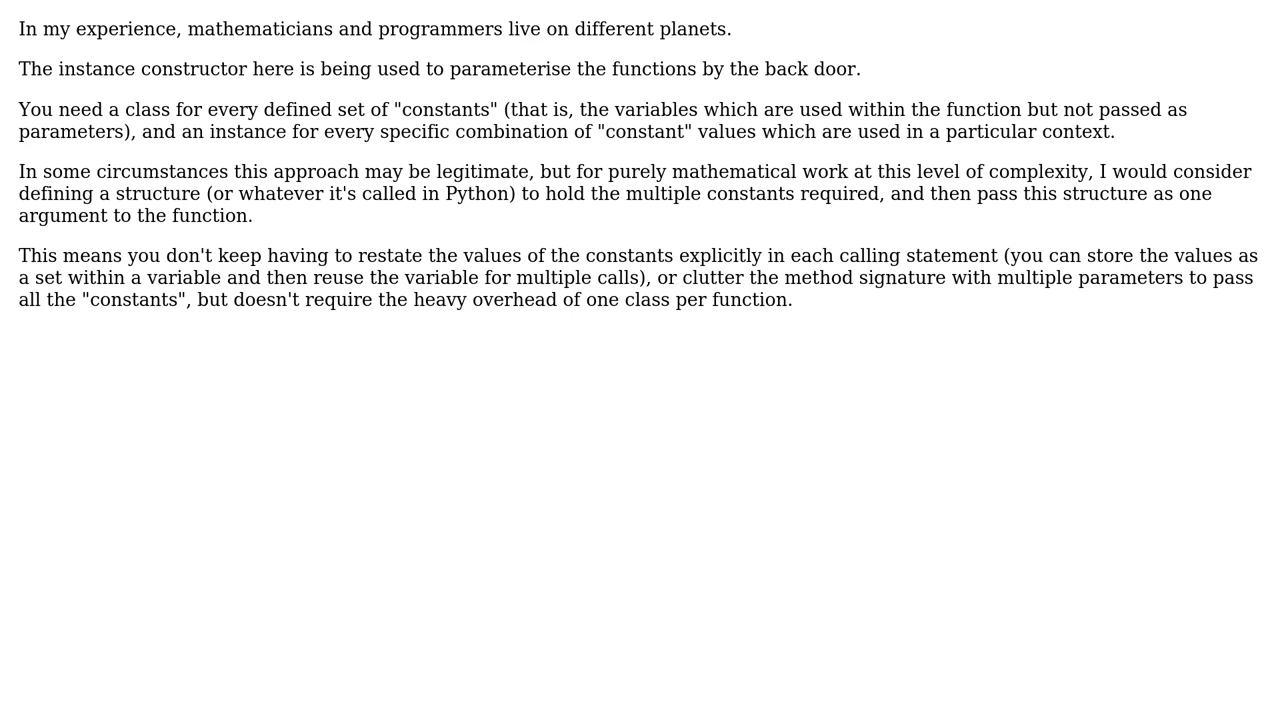 In my experience, mathematicians and programmers live on different planets.
The instance constructor here is being used to parameterise the functions by the back door.
You need a class for every defined set of "constants" (that is, the variables which are used within the function but not passed as
parameters), and an instance for every specific combination of "constant" values which are used in a particular context.
In some circumstances this approach may be legitimate, but for purely mathematical work at this level of complexity, I would consider
defining a structure (or whatever it's called in Python) to hold the multiple constants required, and then pass this structure as one
argument to the function.
This means you don't keep having to restate the values of the constants explicitly in each calling statement (you can store the values as
a set within a variable and then reuse the variable for multiple calls), or clutter the method signature with multiple parameters to pass
all the "constants", but doesn't require the heavy overhead of one class per function.